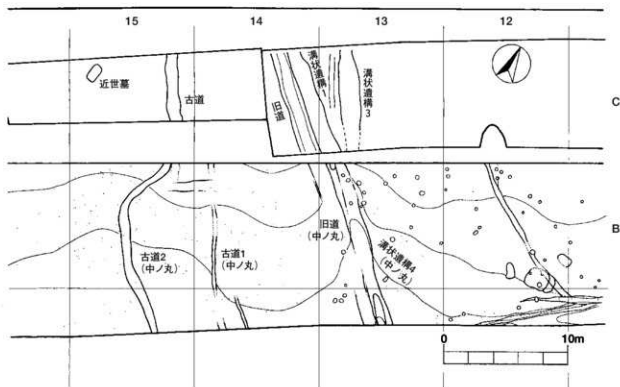 15
14
13
12
近世墓
古道
旧道
溝状遺構1
溝状遺構3
C
古道2
(中ノ丸)
古道1
(中ノ丸)
旧道
(中ノ丸)
溝状遺構4
(中ノ丸)
B
0
10m